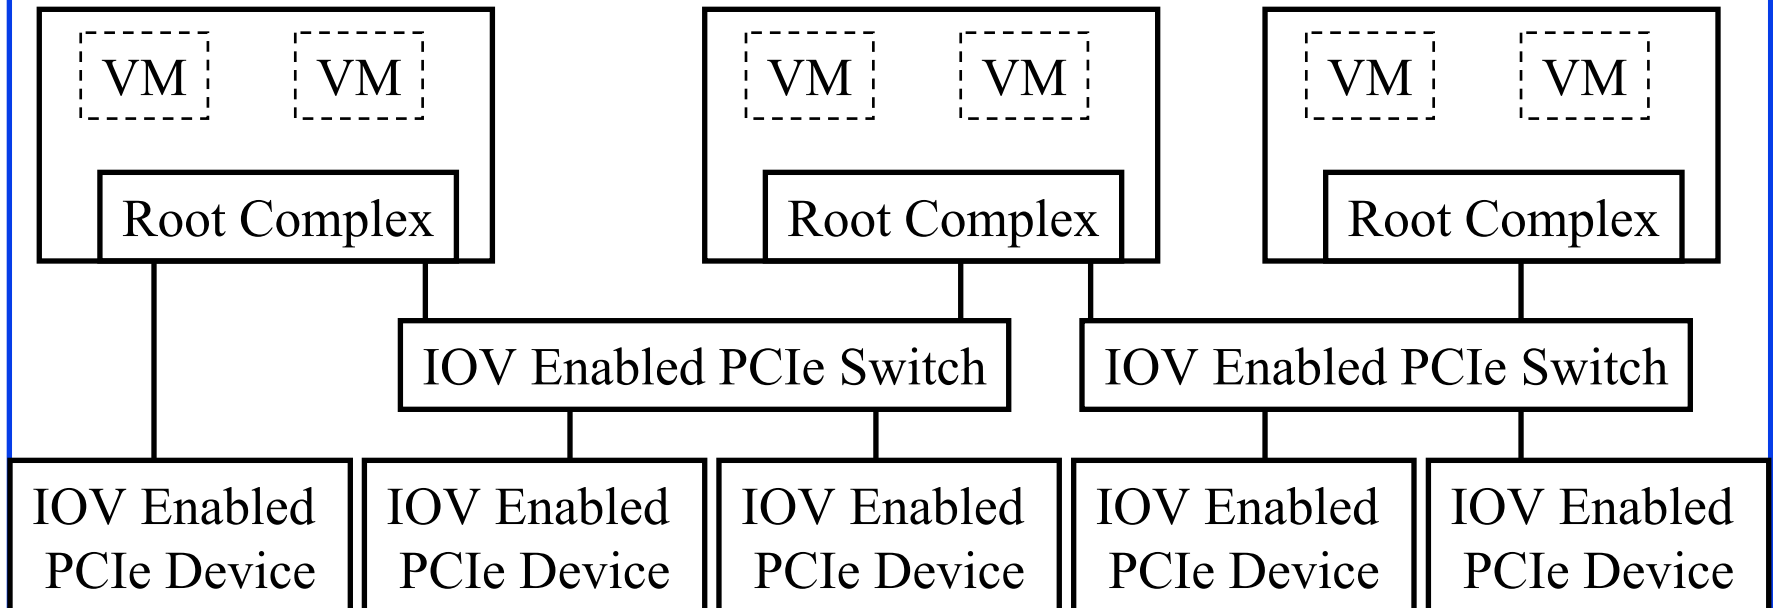 VM VM VM VM VM VM
Root Complex Root Complex Root Complex
IOV Enabled PCIe Switch IOV Enabled PCIe Switch
IOV Enabled IOV Enabled IOV Enabled IOV Enabled IOV Enabled
PCIe Device PCIe Device PCIe Device PCIe Device PCIe Device